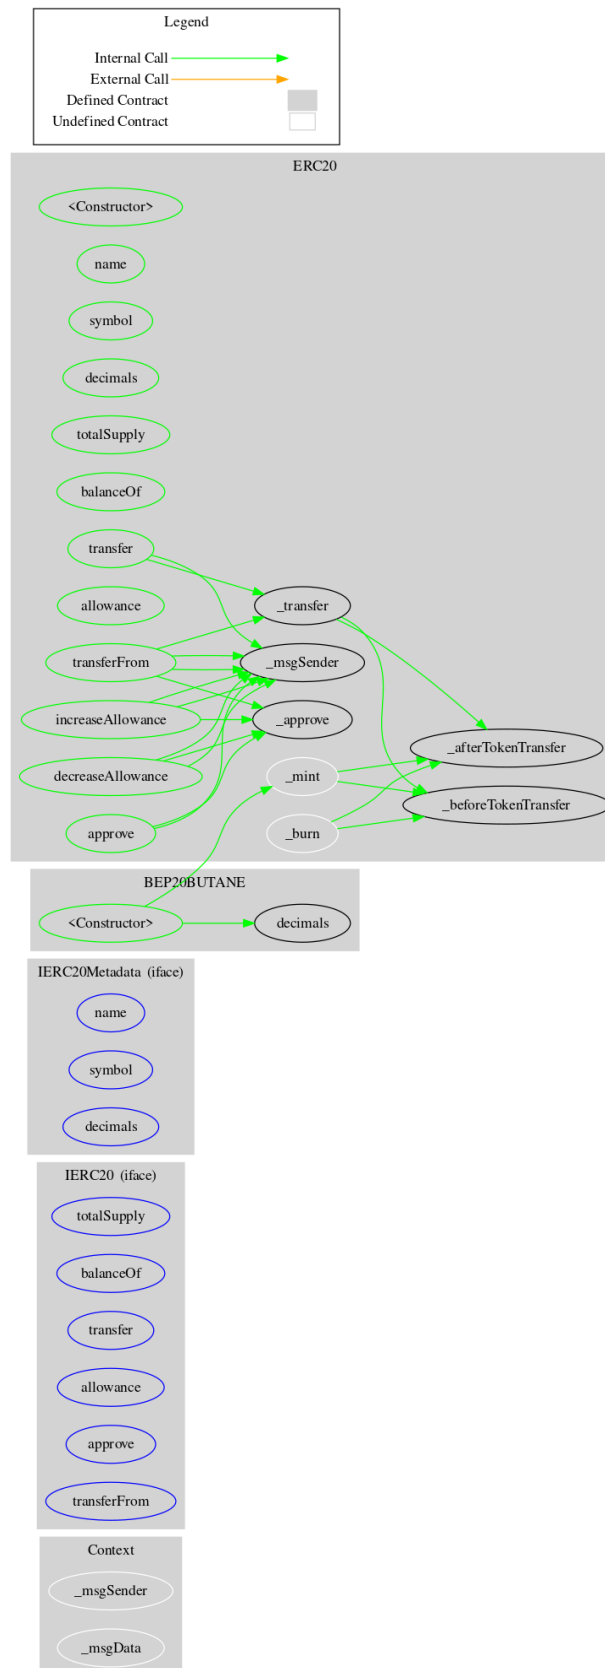 Legend
Internal Call
External Call
Defined Contract
Undefined Contract
ERC20
<Constructor>
name
symbol
decimals
totalSupply
balanceOf
transfer
allowance
_transfer
transferFrom
_msgSender
increaseAllowance
_approve
_afterTokenTransfer
decreaseAllowance
_mint
_beforeTokenTransfer
approve
_burn
BEP20BUTANE
<Constructor>
decimals
IERC20Metadata (iface)
name
symbol
decimals
IERC20 (iface)
totalSupply
balanceOf
transfer
allowance
approve
transferFrom
Context
_msgSender
_msgData